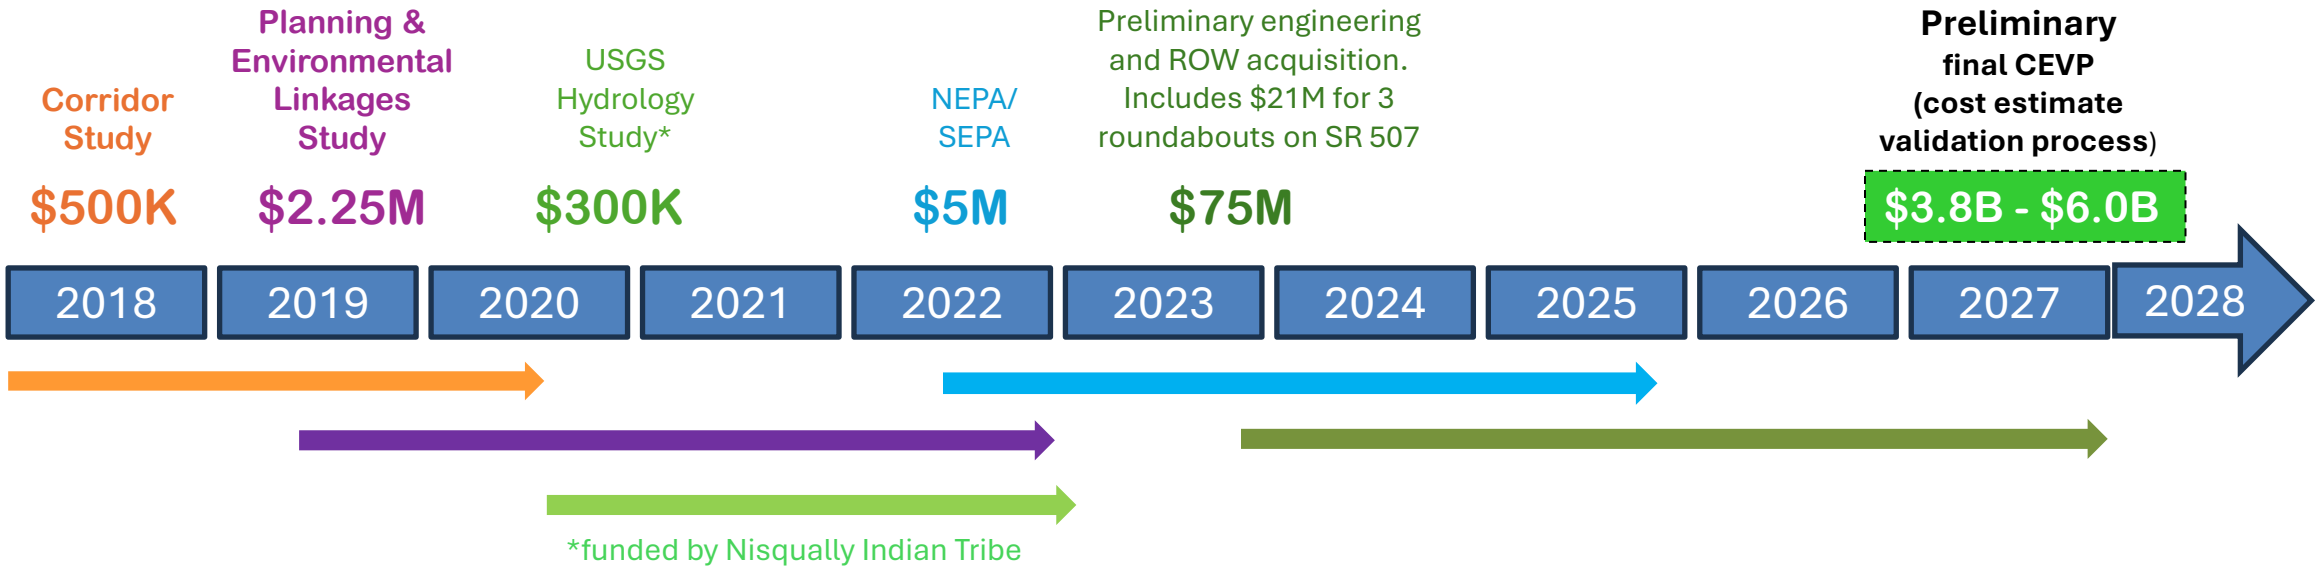 Corridor
Study
$500K
Planning &
Environmental
Linkages
Study
$2.25M
USGS
Hydrology
Study*
$300K
NEPA/
SEPA
$5M
Preliminary engineering
and ROW acquisition.
Includes $21M for 3
roundabouts on SR 507
$75M
Preliminary
final CEVP
(cost estimate
validation process)
$3.8B - $6.0B
2018
2019
2020
2021
2022
2023
2024
2025
2026
2027
2028
*funded by Nisqually Indian Tribe